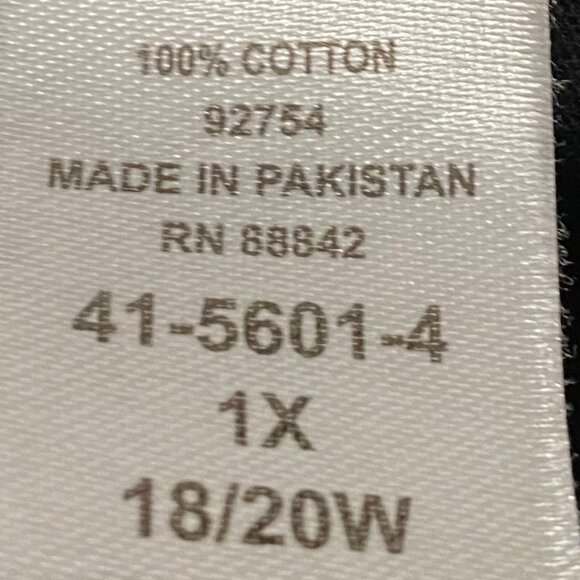 100% COTTON
92754
MADE IN PAKISTAN
RN 88842
41-5601-4
1X
18/20W